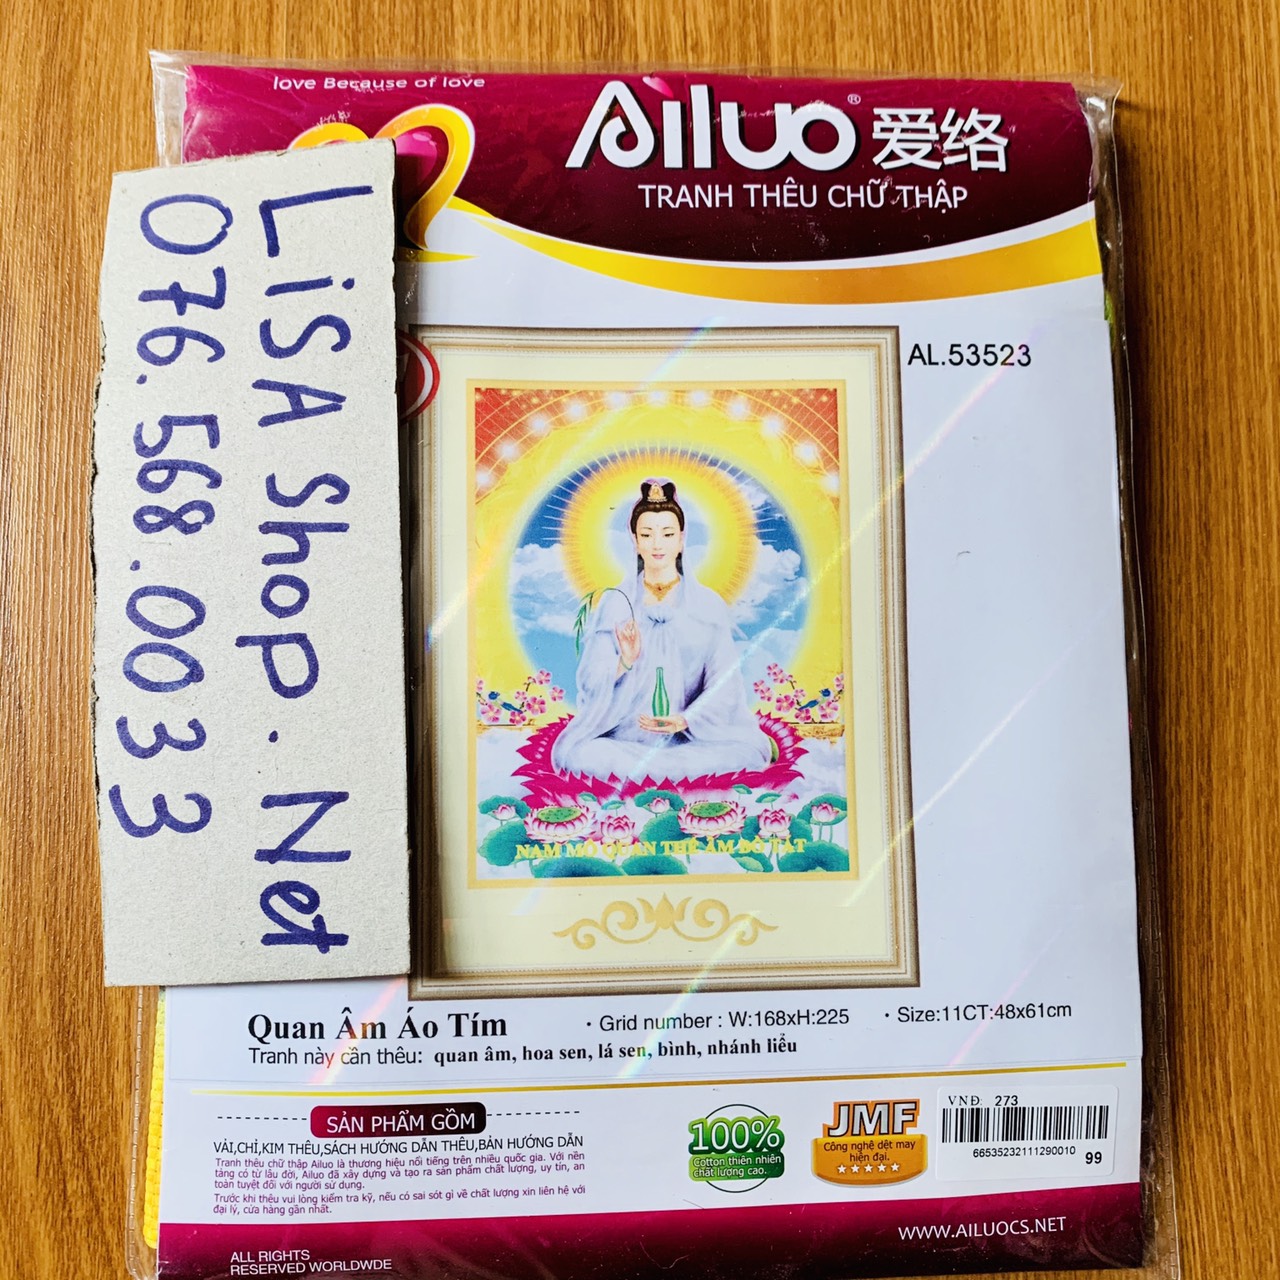 love Because of love
Ailuo® 爱络
TRANH THÊU CHỮ THẬP
LiSA Shop.Net
076.568.0033
AL.53523
NAM MÔ QUAN THẾ ÂM BỒ TÁT
Quan Âm Áo Tím
· Grid number : W:168xH:225
· Size:11CT:48x61cm
Tranh này cần thêu: quan âm, hoa sen, lá sen, bình, nhánh liễu
SẢN PHẨM GỒM
VẢI,CHỈ,KIM THÊU,SÁCH HƯỚNG DẪN THÊU,BẢN HƯỚNG DẪN
Tranh thêu chữ thập Ailuo là thương hiệu nổi tiếng trên nhiều quốc gia. Với nền
tảng có từ lâu đời, Ailuo đã xây dựng và tạo ra sản phẩm chất lượng, uy tín, an
toàn tuyệt đối với người sử dụng.
Trước khi thêu vui lòng kiểm tra kỹ, nếu có sai sót gì về chất lượng xin liên hệ với
đại lý, cửa hàng gần nhất.
100%
Cotton thiên nhiên
chất lượng cao.
JMF
Công nghệ dệt may
hiện đại.
VNĐ: 273
66535232111290010
99
WWW.AILUOCS.NET
ALL RIGHTS
RESERVED WORLDWDE